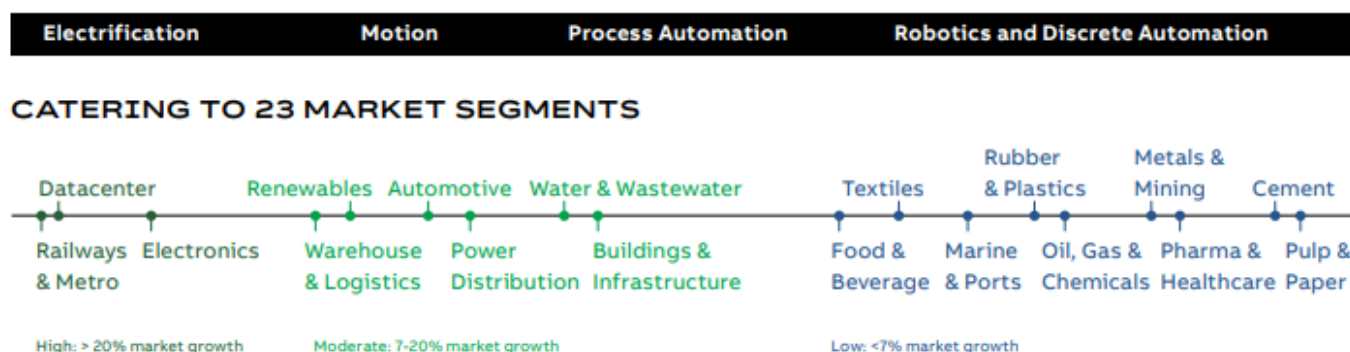 Electrification Motion Process Automation Robotics and Discrete Automation
CATERING TO 23 MARKET SEGMENTS
Rubber Metals &
Datacenter Renewables Automotive Water & Wastewater Textiles & Plastics Mining Cement
Railways Electronics Warehouse Power Buildings & Food & Marine Oil, Gas & Pharma & Pulp &
& Metro & Logistics Distribution Infrastructure Beverage & Ports Chemicals Healthcare Paper
High: > 20% market growth Moderate: 7-20% market growth Low: <7% market growth